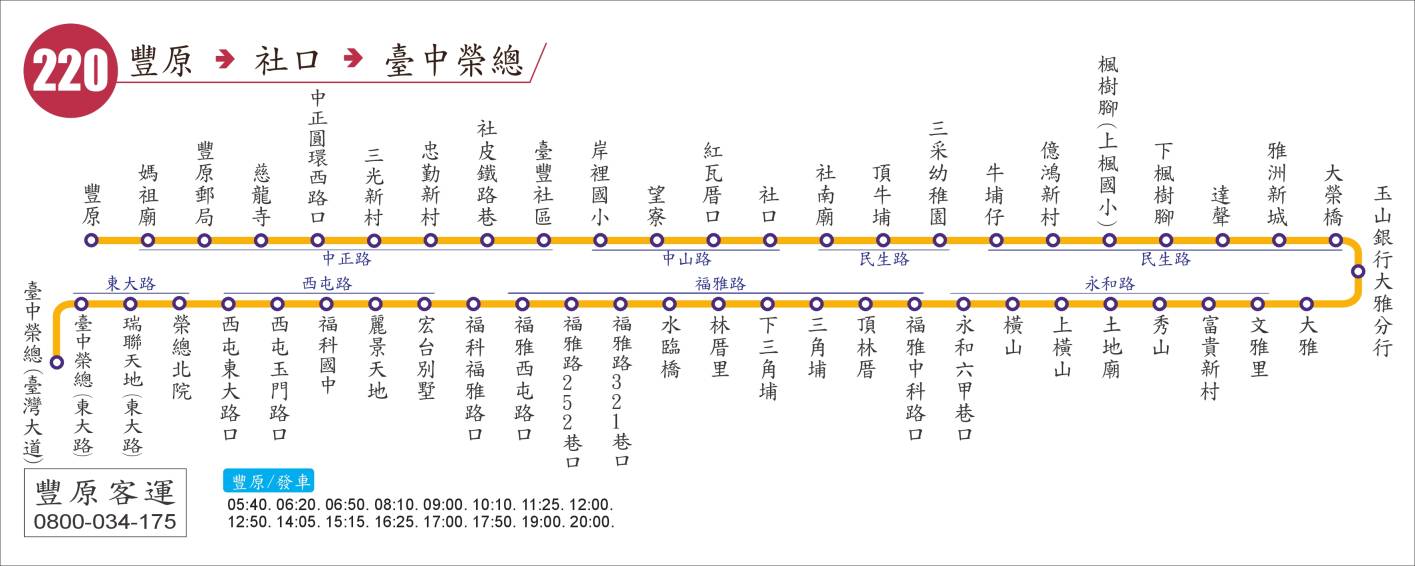 220
豐原 ➔ 社口 ➔ 臺中榮總
豐原
媽祖廟
豐原郵局
慈龍寺
中正圓環西路口
三光新村
忠勤新村
社皮鐵路巷
臺豐社區
岸裡國小
望寮
紅瓦厝口
社口
社南廟
頂牛埔
三采幼稚園
牛埔仔
億鴻新村
楓樹腳(上楓國小)
下楓樹腳
達聲
雅洲新城
大榮橋
玉山銀行大雅分行
中正路
中山路
民生路
民生路
東大路
西屯路
福雅路
永和路
大雅
文雅里
富貴新村
秀山
土地廟
上橫山
橫山
永和六甲巷口
福雅中科路口
頂林厝
三角埔
下三角埔
林厝里
水臨橋
福雅路321巷口
福雅路252巷口
福雅西屯路口
福科福雅路口
宏台別墅
麗景天地
福科國中
西屯玉門路口
西屯東大路口
榮總北院
瑞聯天地(東大路)
臺中榮總(東大路)
臺中榮總(臺灣大道)
豐原客運
0800-034-175
豐原/發車
05:40. 06:20. 06:50. 08:10. 09:00. 10:10. 11:25. 12:00.
12:50. 14:05. 15:15. 16:25. 17:00. 17:50. 19:00. 20:00.